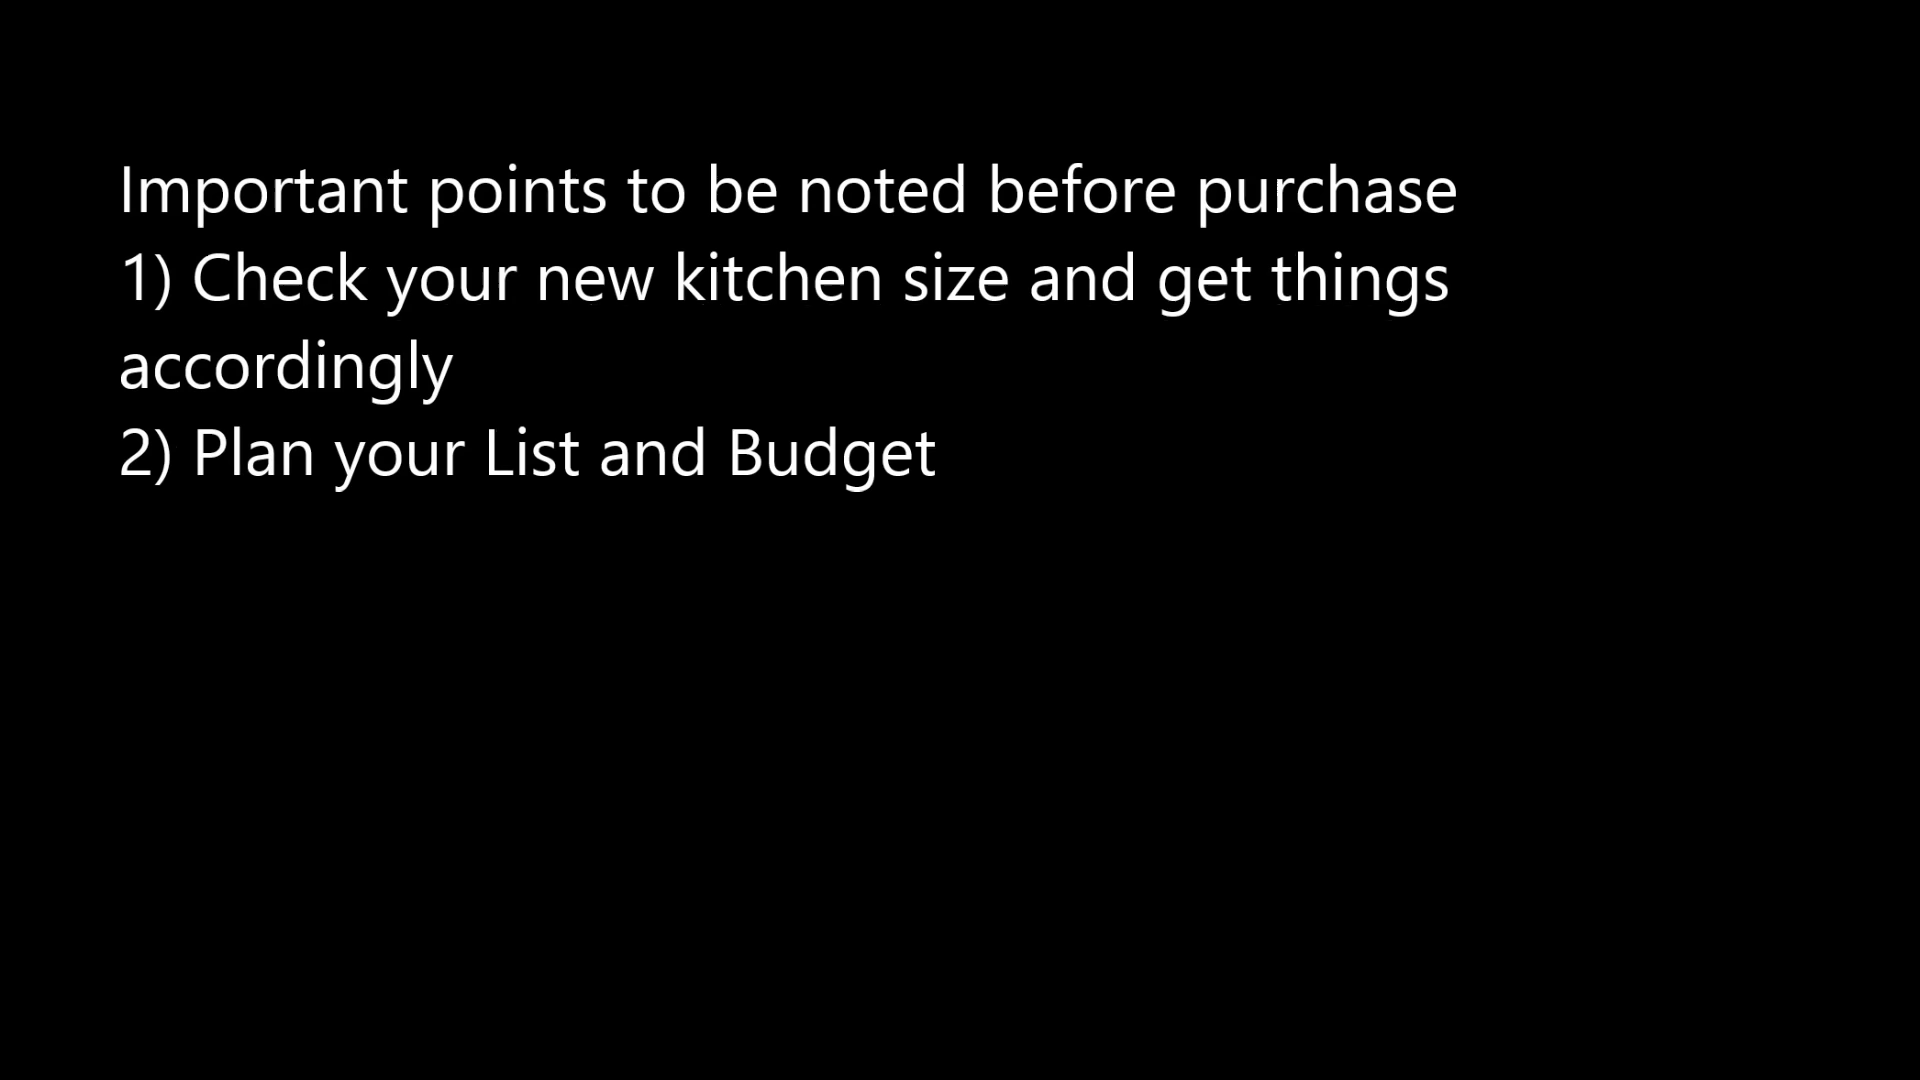 Important points to be noted before purchase
1) Check your new kitchen size and get things
accordingly
2) Plan your List and Budget